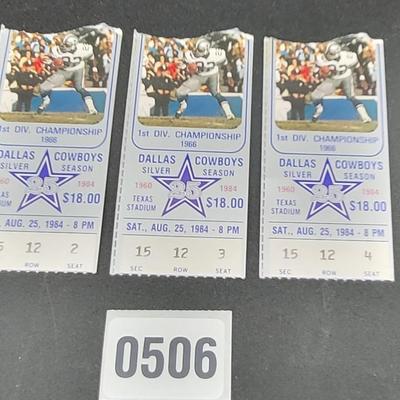 1st DIV. CHAMPIONSHIP
1966
DALLAS COWBOYS
SILVER SEASON
25
1960 1984
TEXAS STADIUM
$18.00
SAT., AUG. 25, 1984 - 8 PM
5 12 2
ROW SEAT
1st DIV. CHAMPIONSHIP
1966
DALLAS COWBOYS
SILVER SEASON
25
1960 1984
TEXAS STADIUM
$18.00
SAT., AUG. 25, 1984 - 8 PM
15 12 3
SEC ROW SEAT
1st DIV. CHAMPIONSHIP
1966
DALLAS COWBOYS
SILVER SEASON
25
1960 1984
TEXAS STADIUM
$18.00
SAT., AUG. 25, 1984 - 8 PM
15 12 4
SEC. ROW SEAT
0506